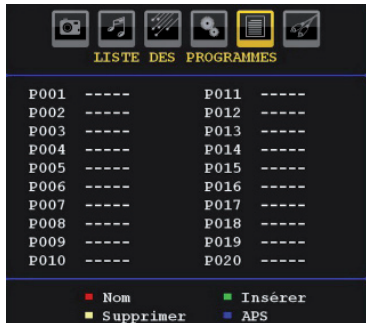 LISTE DES PROGRAMMES
P001 ----- P011 -----
P002 ----- P012 -----
P003 ----- P013 -----
P004 ----- P014 -----
P005 ----- P015 -----
P006 ----- P016 -----
P007 ----- P017 -----
P008 ----- P018 -----
P009 ----- P019 -----
P010 ----- P020 -----
Nom Insérer
Supprimer APS